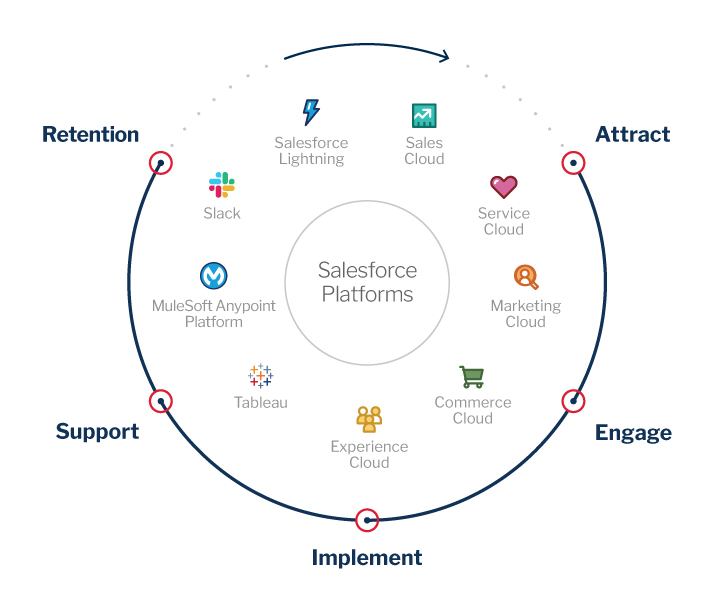 Retention
Attract
Salesforce
Lightning
Sales
Cloud
Slack
Service
Cloud
Salesforce
Platforms
MuleSoft Anypoint
Platform
Marketing
Cloud
Tableau
Commerce
Cloud
Support
Engage
Experience
Cloud
Implement